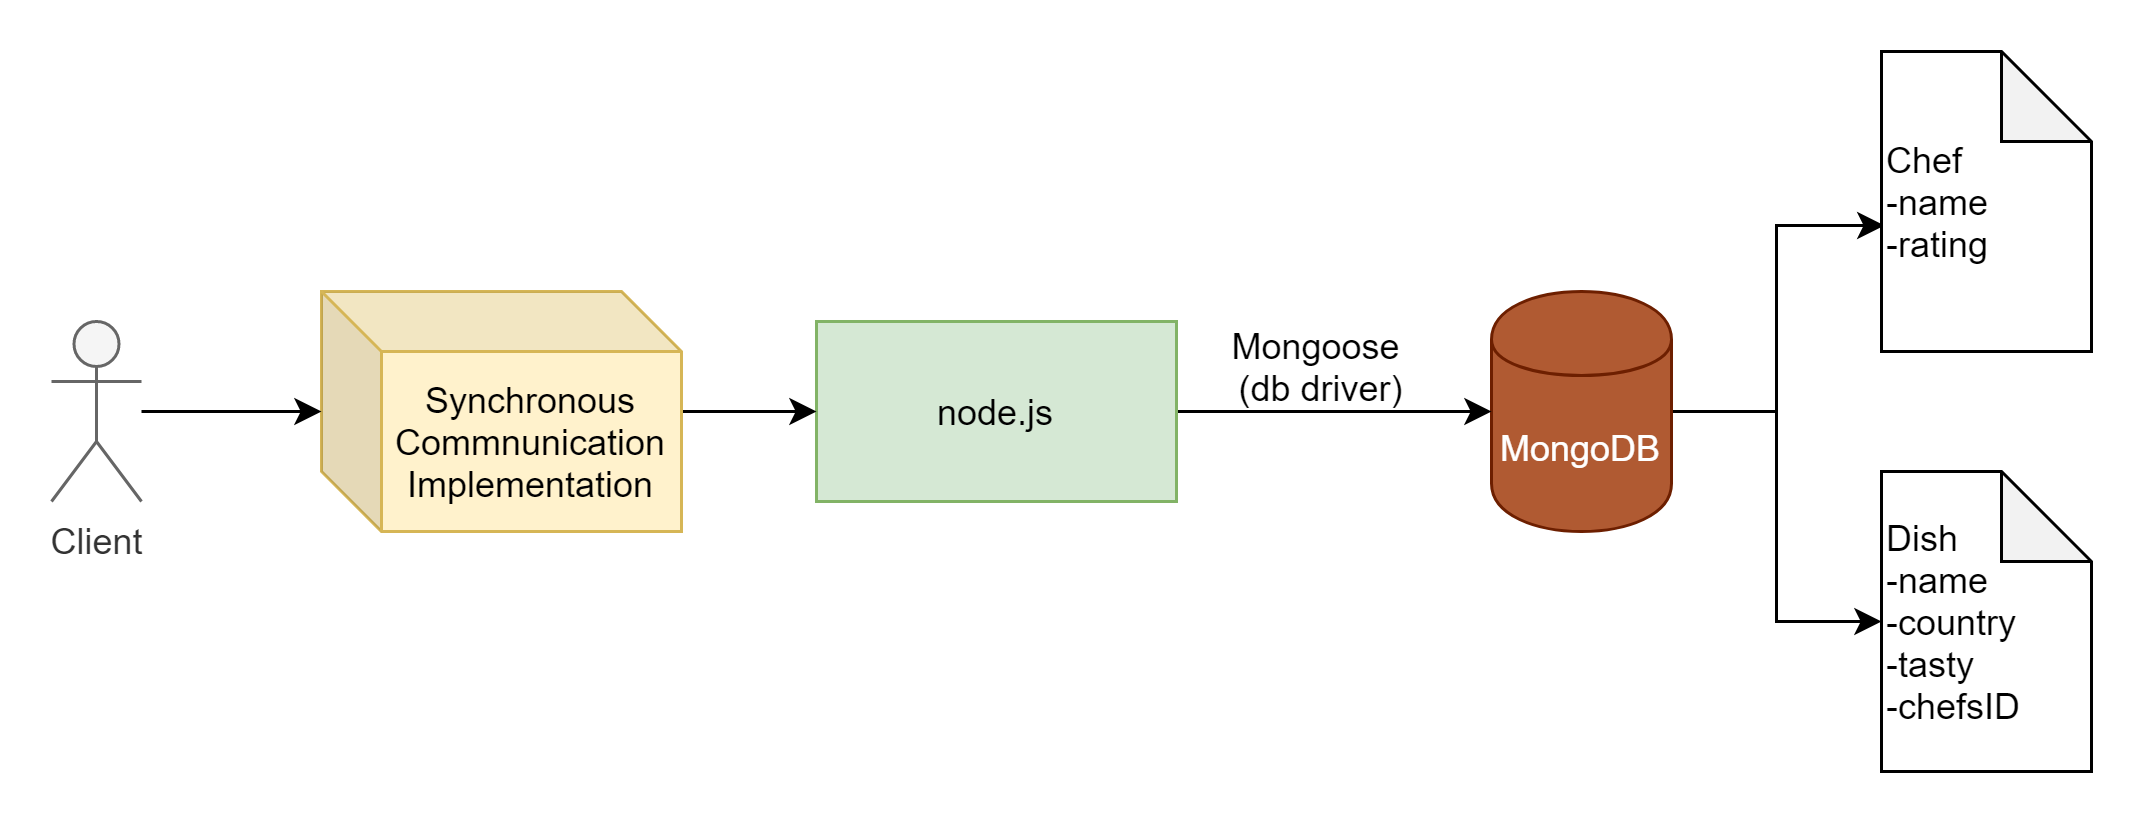 Client
Synchronous
Commnunication
Implementation
node.js
Mongoose
(db driver)
MongoDB
Chef
-name
-rating
Dish
-name
-country
-tasty
-chefsID